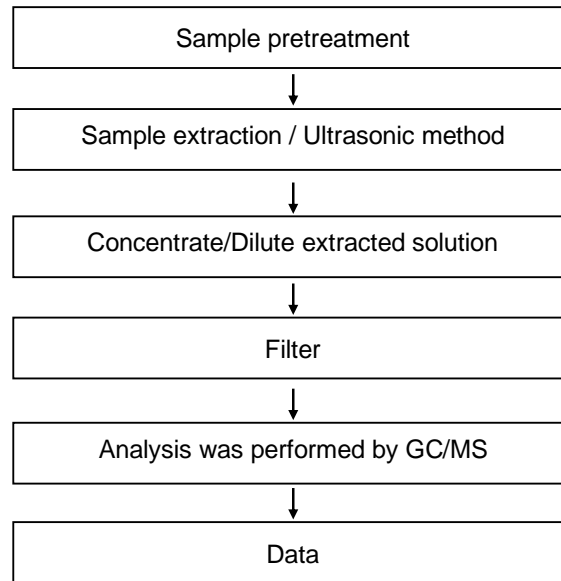 Sample pretreatment
Sample extraction / Ultrasonic method
Concentrate/Dilute extracted solution
Filter
Analysis was performed by GC/MS
Data